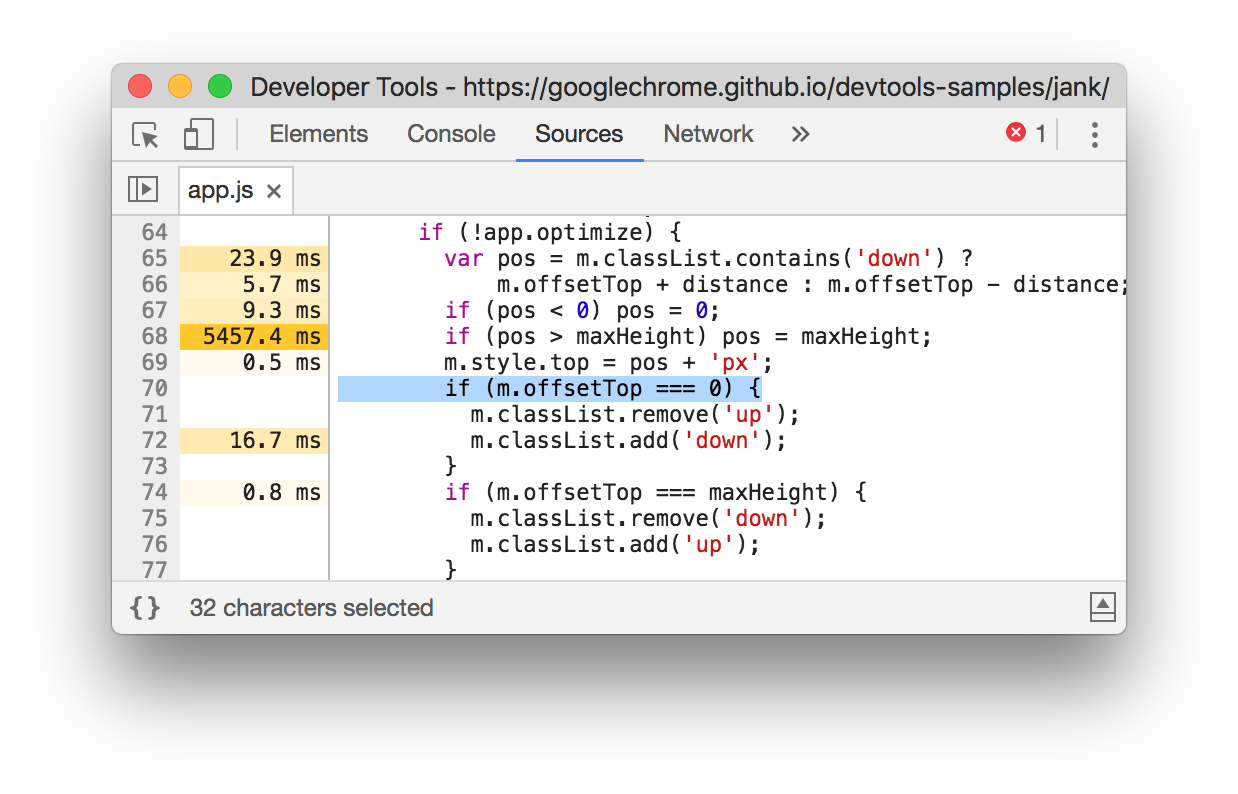 Developer Tools - https://googlechrome.github.io/devtools-samples/jank/
Elements Console Sources Network » 1
app.js ×
64 if (!app.optimize) {
65 23.9 ms var pos = m.classList.contains('down') ?
66 5.7 ms m.offsetTop + distance : m.offsetTop - distance;
67 9.3 ms if (pos < 0) pos = 0;
68 5457.4 ms if (pos > maxHeight) pos = maxHeight;
69 0.5 ms m.style.top = pos + 'px';
70 if (m.offsetTop === 0) {
71 m.classList.remove('up');
72 16.7 ms m.classList.add('down');
73 }
74 0.8 ms if (m.offsetTop === maxHeight) {
75 m.classList.remove('down');
76 m.classList.add('up');
77 }
{} 32 characters selected